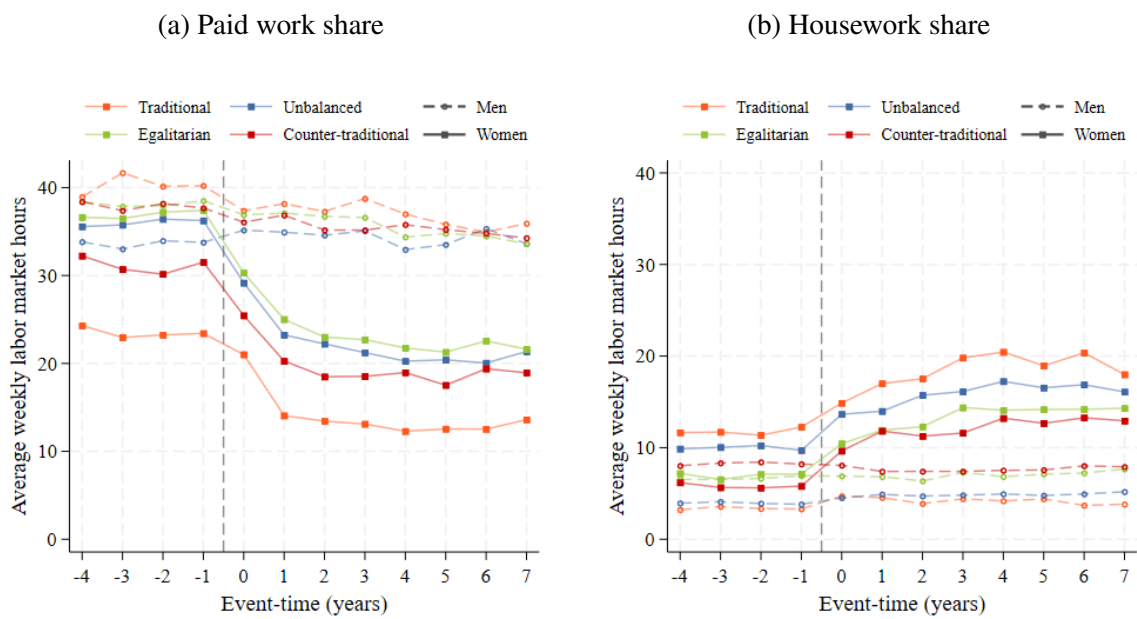 (a) Paid work share
Traditional Unbalanced Men
Egalitarian Counter-traditional Women
Average weekly labor market hours
40
30
20
10
0
-4 -3 -2 -1 0 1 2 3 4 5 6 7
Event-time (years)
(b) Housework share
Traditional Unbalanced Men
Egalitarian Counter-traditional Women
Average weekly labor market hours
40
30
20
10
0
-4 -3 -2 -1 0 1 2 3 4 5 6 7
Event-time (years)